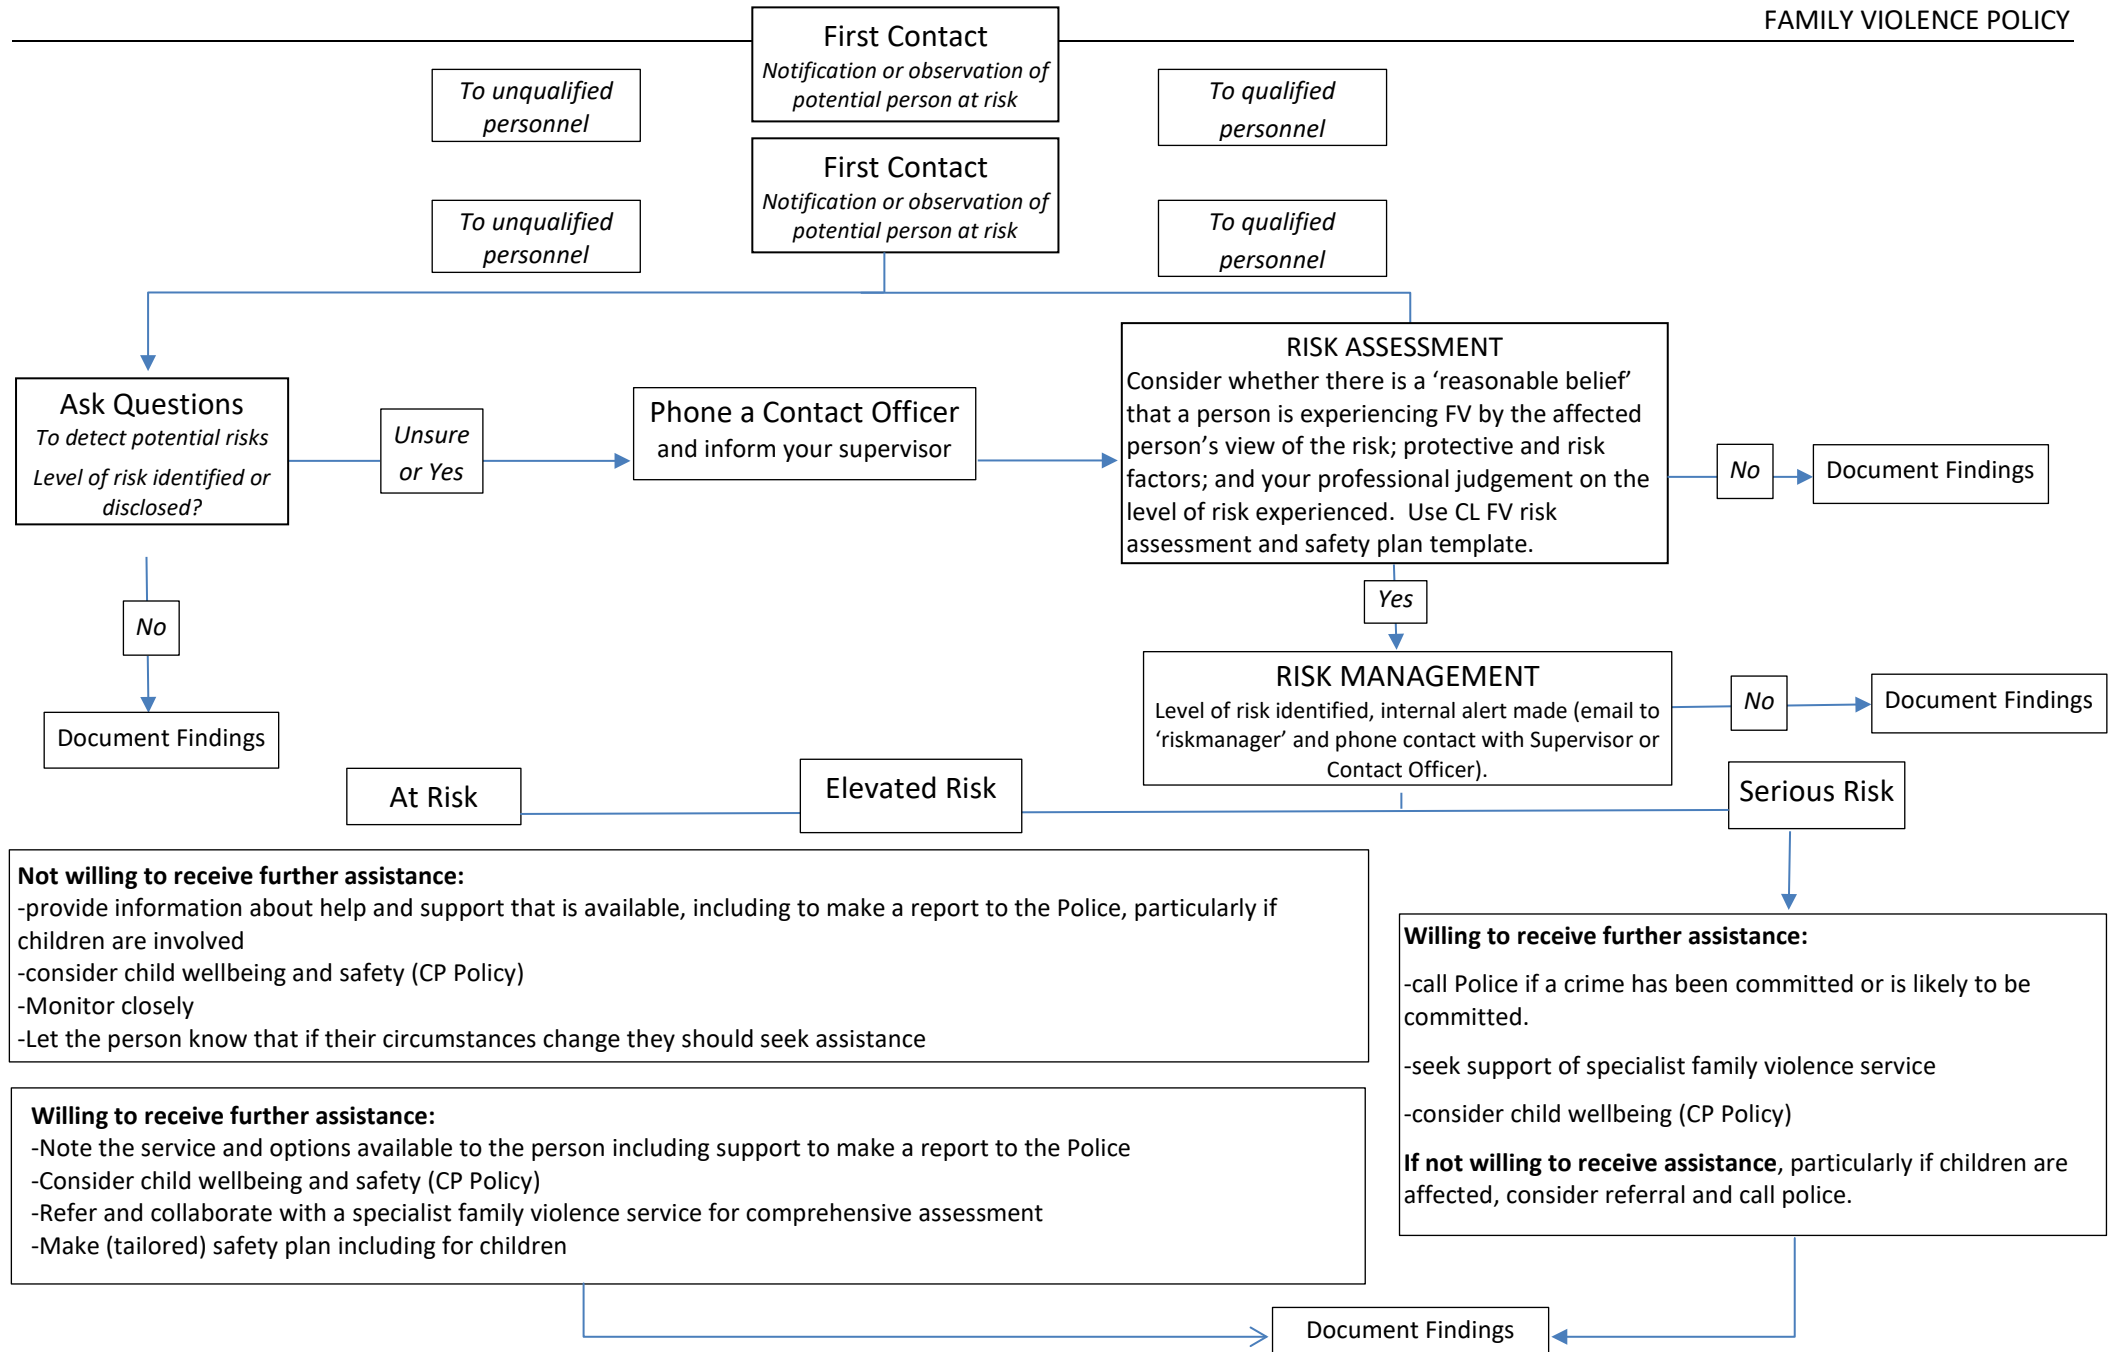 FAMILY VIOLENCE POLICY
First Contact
Notification or observation of
potential person at risk
To unqualified
personnel
To qualified
personnel
First Contact
Notification or observation of
potential person at risk
To unqualified
personnel
To qualified
personnel
Ask Questions
To detect potential risks
Level of risk identified or
disclosed?
Unsure
or Yes
Phone a Contact Officer
and inform your supervisor
RISK ASSESSMENT
Consider whether there is a ‘reasonable belief’
that a person is experiencing FV by the affected
person’s view of the risk; protective and risk
factors; and your professional judgement on the
level of risk experienced.  Use CL FV risk
assessment and safety plan template.
No
Document Findings
No
Document Findings
Yes
RISK MANAGEMENT
Level of risk identified, internal alert made (email to
‘riskmanager’ and phone contact with Supervisor or
Contact Officer).
No
Document Findings
At Risk
Elevated Risk
Serious Risk
Not willing to receive further assistance:
-provide information about help and support that is available, including to make a report to the Police, particularly if
children are involved
-consider child wellbeing and safety (CP Policy)
-Monitor closely
-Let the person know that if their circumstances change they should seek assistance
Willing to receive further assistance:
-Note the service and options available to the person including support to make a report to the Police
-Consider child wellbeing and safety (CP Policy)
-Refer and collaborate with a specialist family violence service for comprehensive assessment
-Make (tailored) safety plan including for children
Willing to receive further assistance:
-call Police if a crime has been committed or is likely to be
committed.
-seek support of specialist family violence service
-consider child wellbeing (CP Policy)
If not willing to receive assistance, particularly if children are
affected, consider referral and call police.
Document Findings